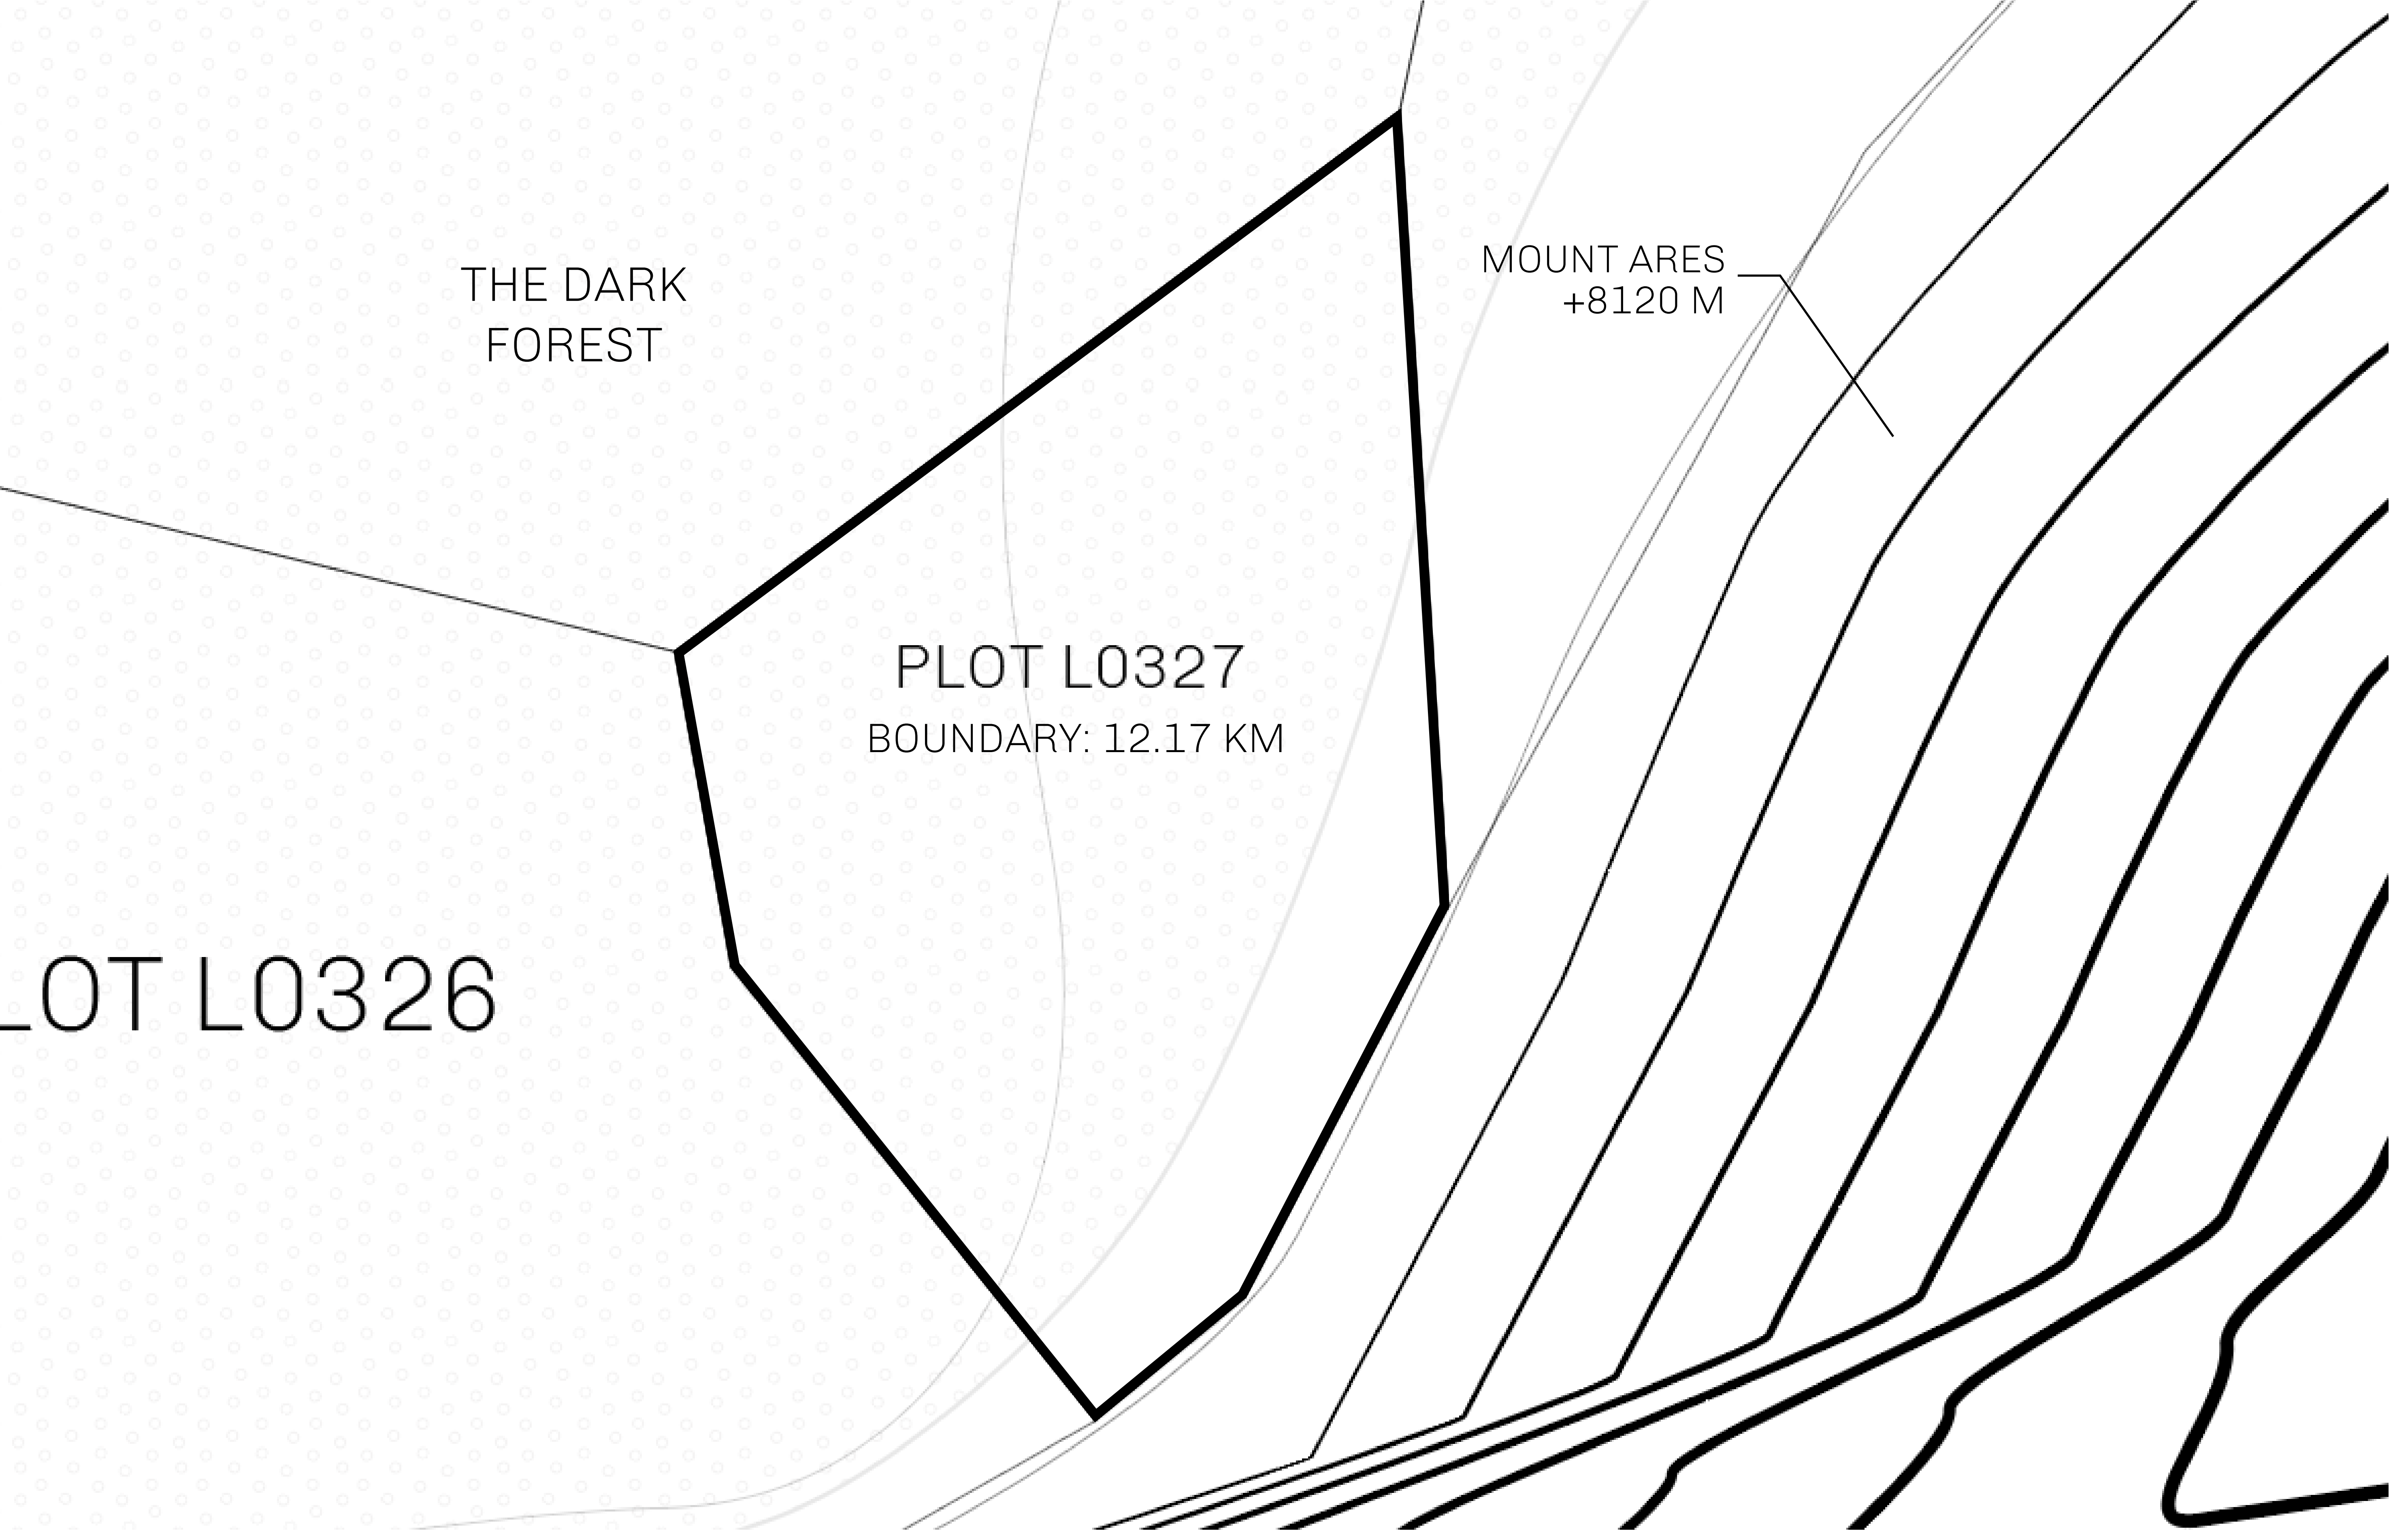 THE DARK
FOREST
MOUNT ARES
+8120 M
PLOT L0327
BOUNDARY: 12.17 KM
LOT L0326